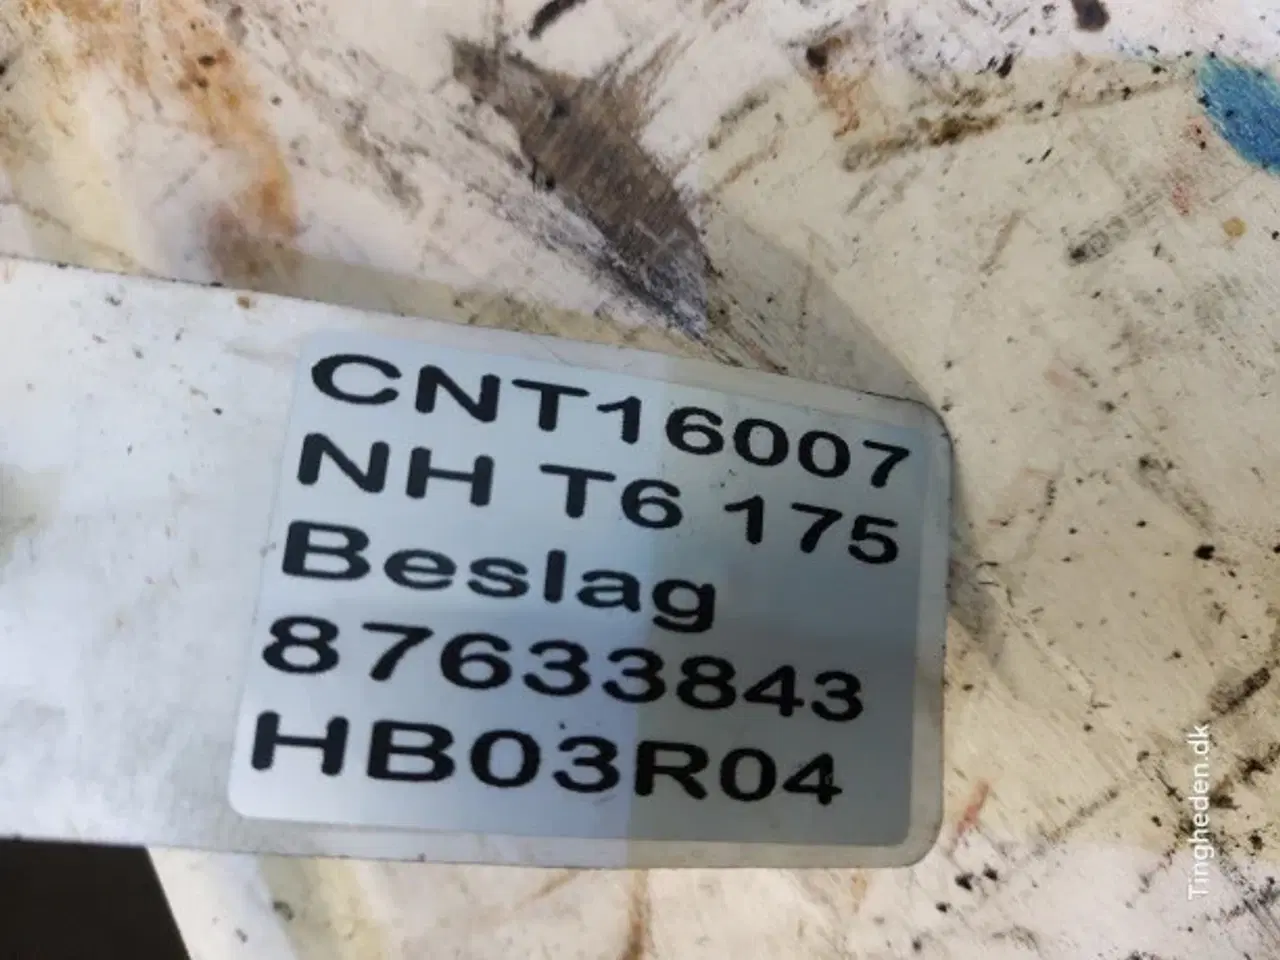 CNT16007
NH T6 175
Beslag
87633843
HB03R04
Tingheden.dk